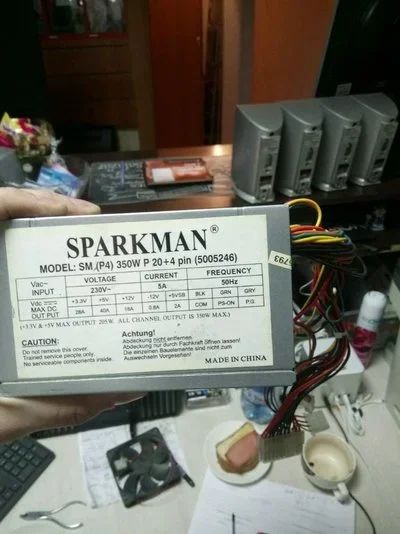 SPARKMAN®
MODEL: SM (P4) 350W P 20+4 pin (5005246)
Vac~ INPUT VOLTAGE CURRENT FREQUENCY
230V~ 5A 50Hz
Vdc MAX DC OUT PUT +3.3V +5V +12V -12V +5VSB BLK GRN GRY
28A 40A 18A 0.8A 2A COM PS-ON P.G.
(+3.3V & +5V MAX OUTPUT 205W. ALL CHANNEL OUTPUT IS 350W MAX.)
CAUTION:
Do not remove this cover.
Trained service people only.
No serviceable components inside.
Achtung!
Abdeckung nicht entfernen.
Abdeckung nur durch Fachkraft öffnen lassen!
Die einzelnen Bauelemente sind nicht zum
Auswechseln Vorgesehen.
MADE IN CHINA